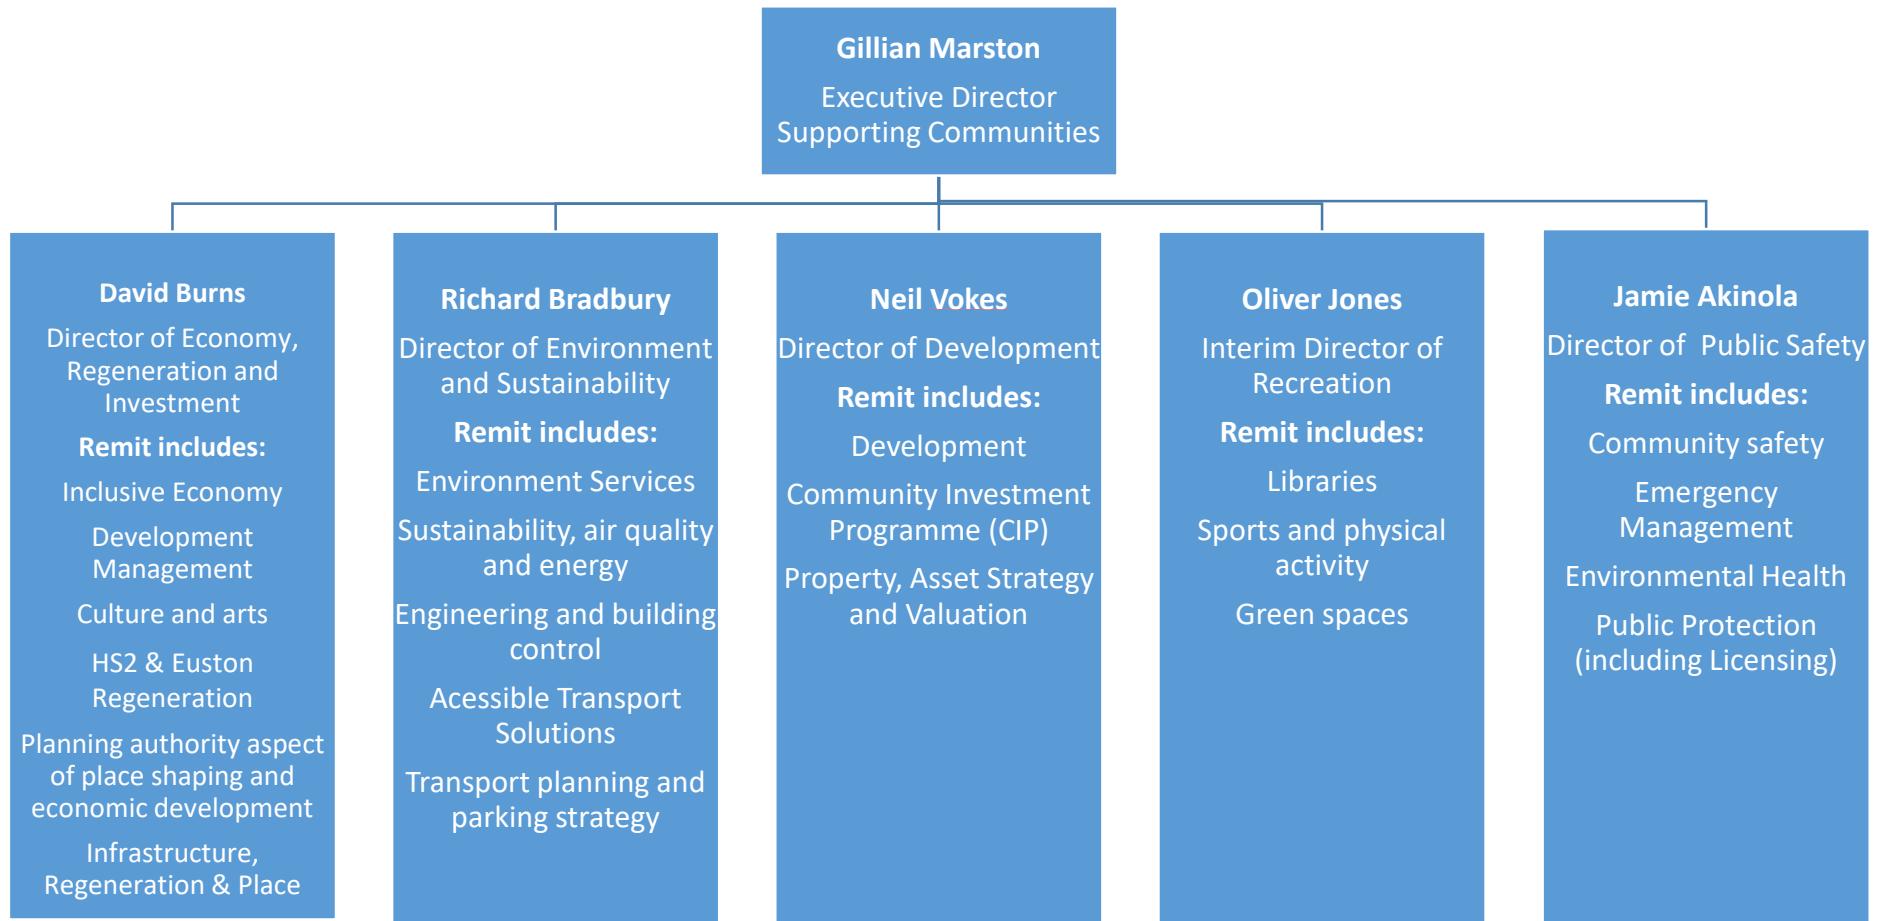 Gillian Marston
Executive Director
Supporting Communities
David Burns
Director of Economy,
Regeneration and
Investment
Remit includes:
Inclusive Economy
Development
Management
Culture and arts
HS2 & Euston
Regeneration
Planning authority aspect
of place shaping and
economic development
Infrastructure,
Regeneration & Place
Richard Bradbury
Director of Environment
and Sustainability
Remit includes:
Environment Services
Sustainability, air quality
and energy
Engineering and building
control
Acessible Transport
Solutions
Transport planning and
parking strategy
Neil Vokes
Director of Development
Remit includes:
Development
Community Investment
Programme (CIP)
Property, Asset Strategy
and Valuation
Oliver Jones
Interim Director of
Recreation
Remit includes:
Libraries
Sports and physical
activity
Green spaces
Jamie Akinola
Director of  Public Safety
Remit includes:
Community safety
Emergency
Management
Environmental Health
Public Protection
(including Licensing)